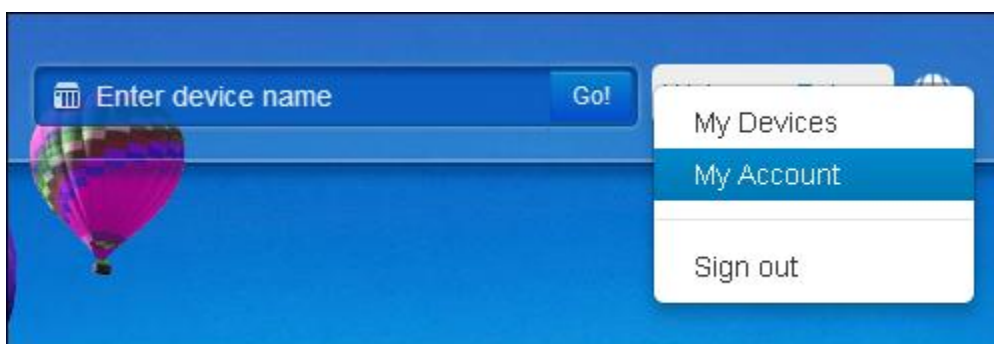 Enter device name
Go!
My Devices
My Account
Sign out